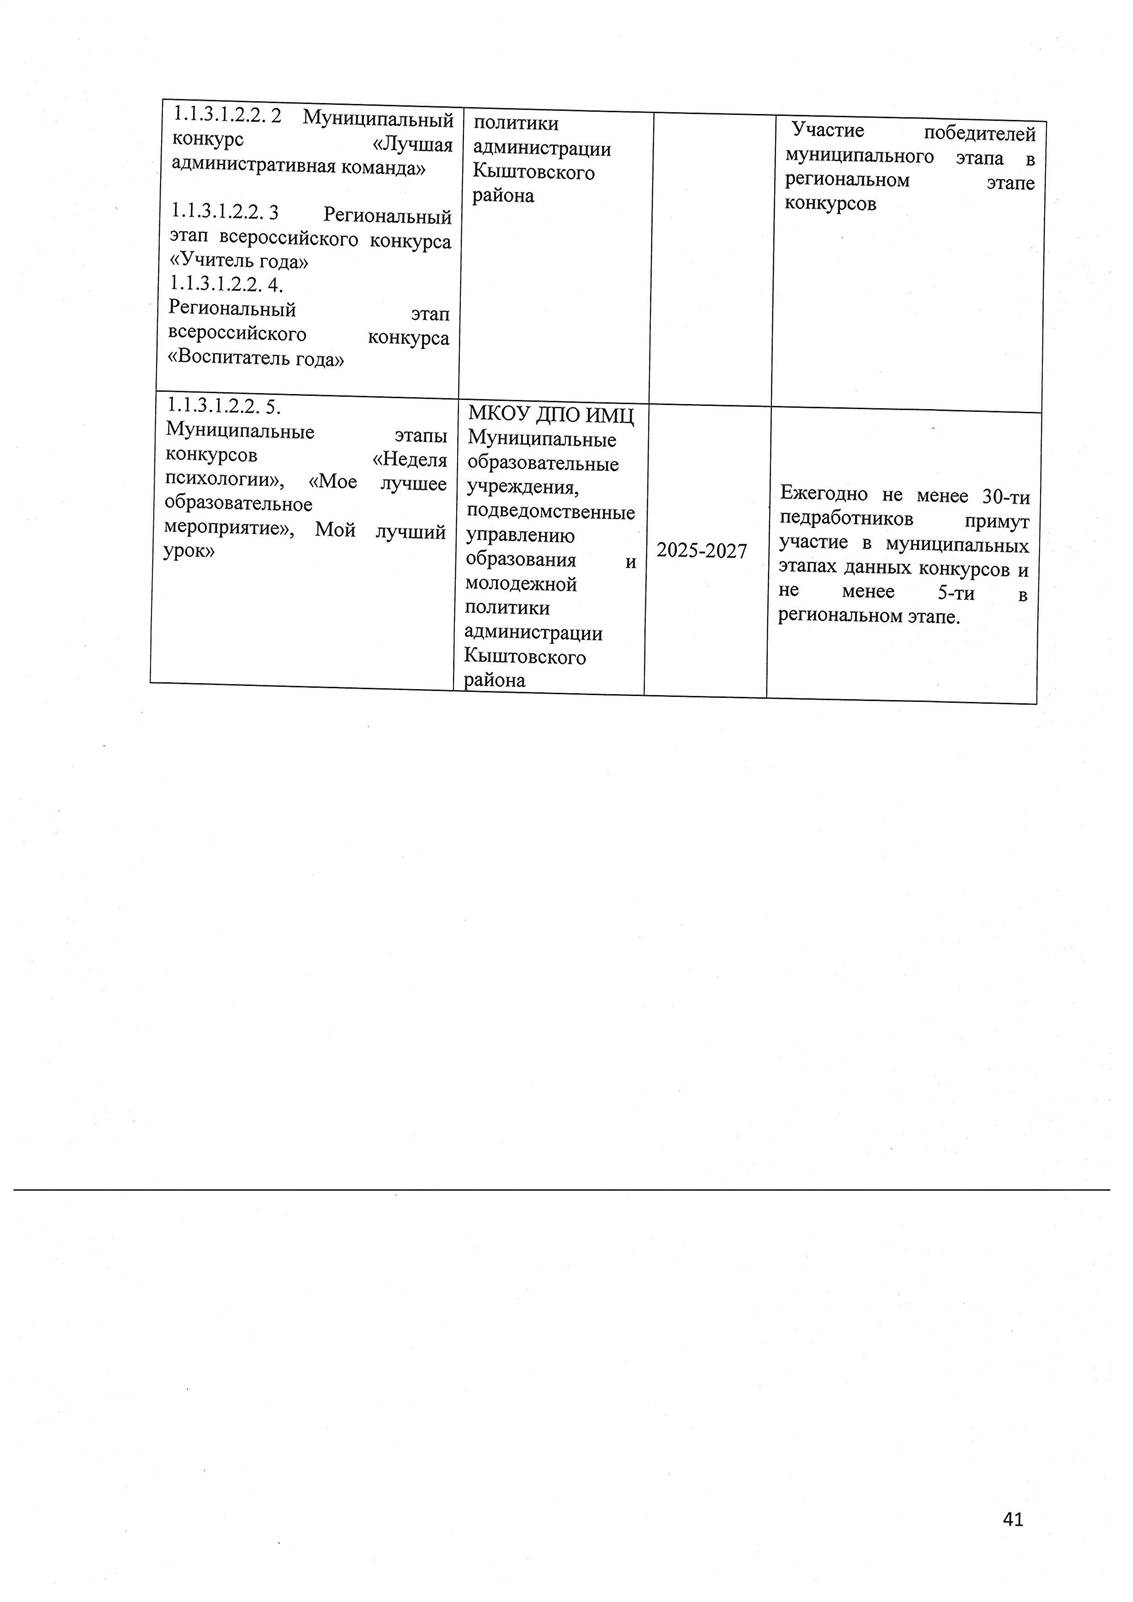 1.1.3.1.2.2. 2 Муниципальный
конкурс «Лучшая
административная команда»
1.1.3.1.2.2. 3 Региональный
этап всероссийского конкурса
«Учитель года»
1.1.3.1.2.2. 4.
Региональный этап
всероссийского конкурса
«Воспитатель года»
политики
администрации
Кыштовского
района
Участие победителей
муниципального этапа в
региональном этапе
конкурсов
1.1.3.1.2.2. 5.
Муниципальные этапы
конкурсов «Неделя
психологии», «Мое лучшее
образовательное
мероприятие», Мой лучший
урок»
МКОУ ДПО ИМЦ
Муниципальные
образовательные
учреждения,
подведомственные
управлению
образования и
молодежной
политики
администрации
Кыштовского
района
2025-2027
Ежегодно не менее 30-ти
педработников примут
участие в муниципальных
этапах данных конкурсов и
не менее 5-ти в
региональном этапе.
41